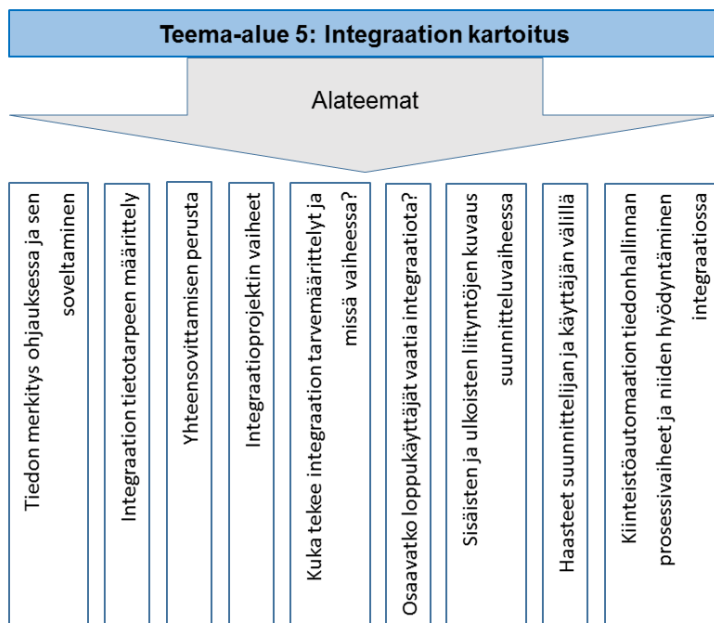 Teema-alue 5: Integraation kartoitus
Alateemat
Tiedon merkitys ohjauksessa ja sen
soveltaminen
Integraation tietotarpeen määrittely
Yhteensovittamisen perusta
Integraatioprojektin vaiheet
Kuka tekee integraation tarvemäärittelyt ja
missä vaiheessa?
Osaavatko loppukäyttäjät vaatia integraatiota?
Sisäisten ja ulkoisten liityntöjen kuvaus
suunnitteluvaiheessa
Haasteet suunnittelijan ja käyttäjän välillä
Kiinteistöautomaation tiedonhallinnan
prosessivaiheet ja niiden hyödyntäminen
integraatiossa